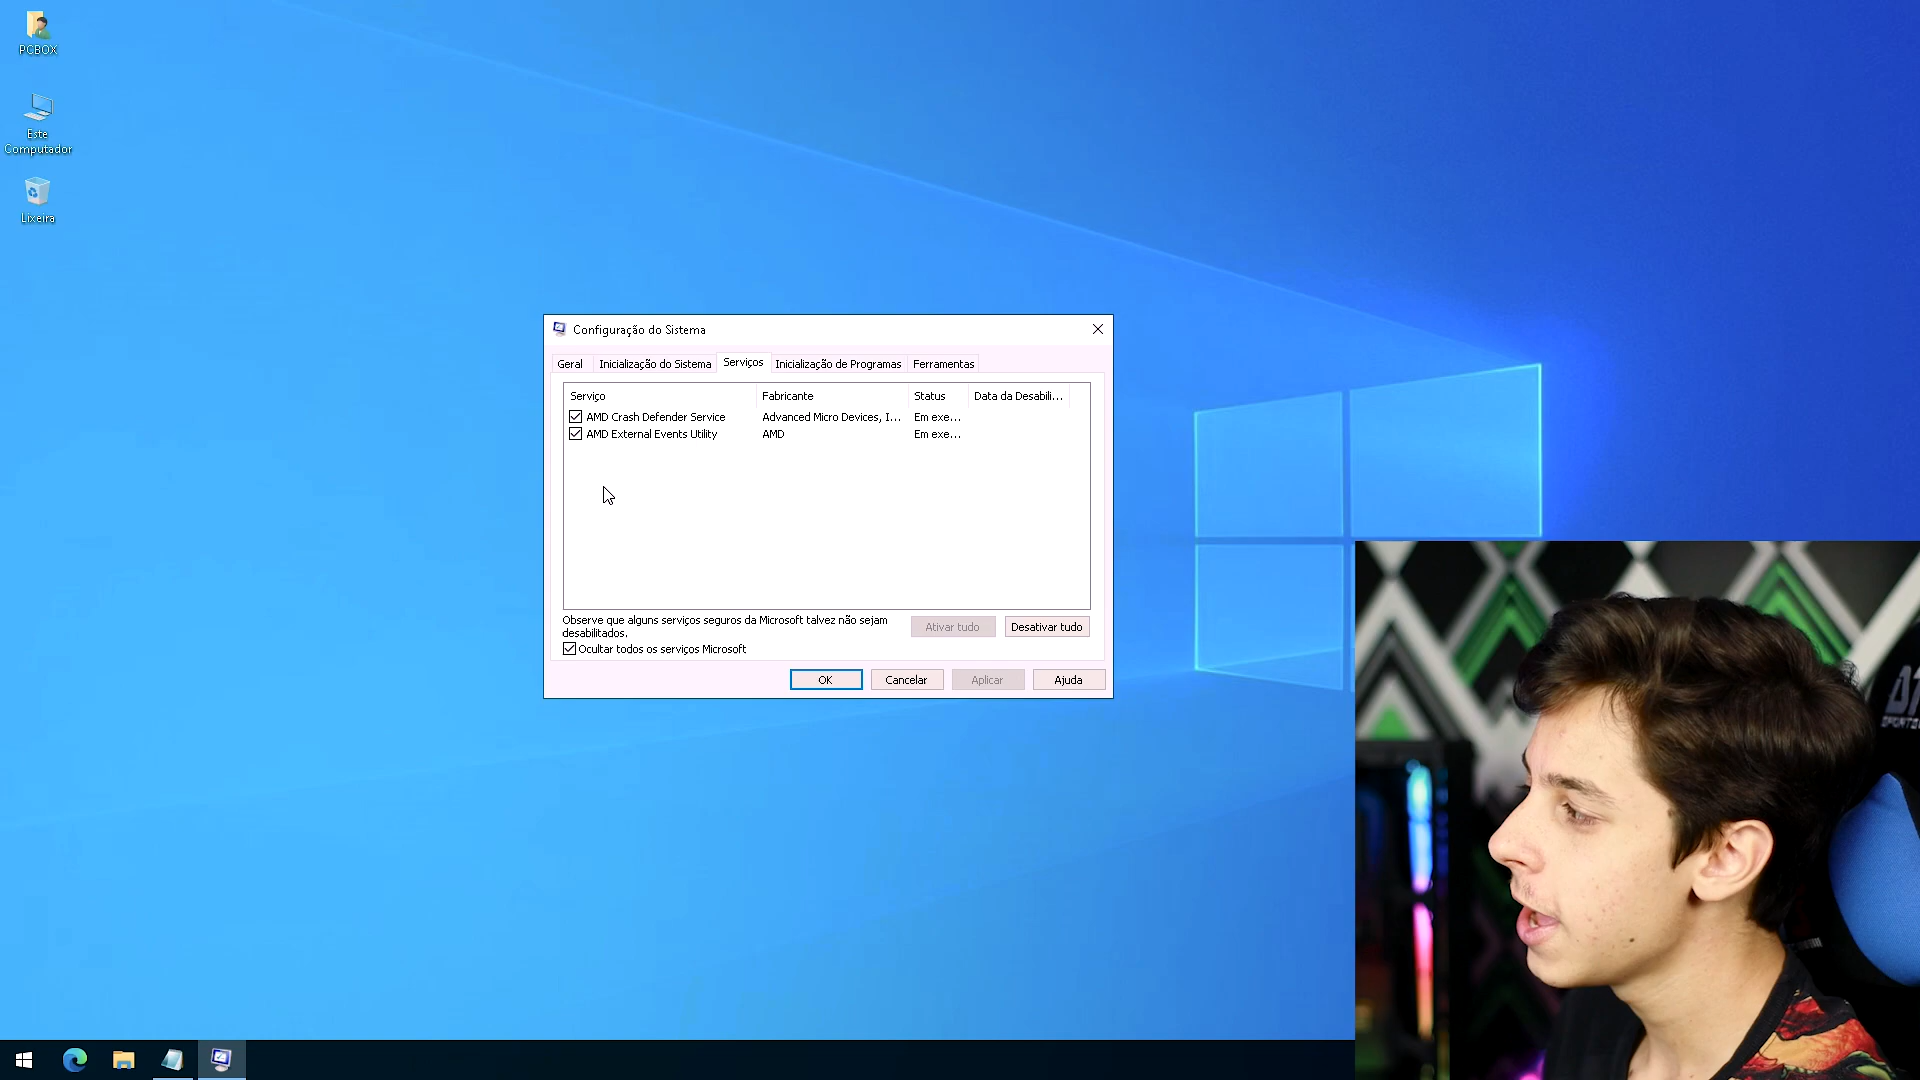 PCBOX
Este
Computador
Lixeira
Configuração do Sistema
Geral
Inicialização do Sistema
Serviços
Inicialização de Programas
Ferramentas
Serviço
Fabricante
Status
Data da Desabili...
AMD Crash Defender Service
Advanced Micro Devices, I...
Em exe...
AMD External Events Utility
AMD
Em exe...
Observe que alguns serviços seguros da Microsoft talvez não sejam
desabilitados.
Ativar tudo
Desativar tudo
Ocultar todos os serviços Microsoft
OK
Cancelar
Aplicar
Ajuda